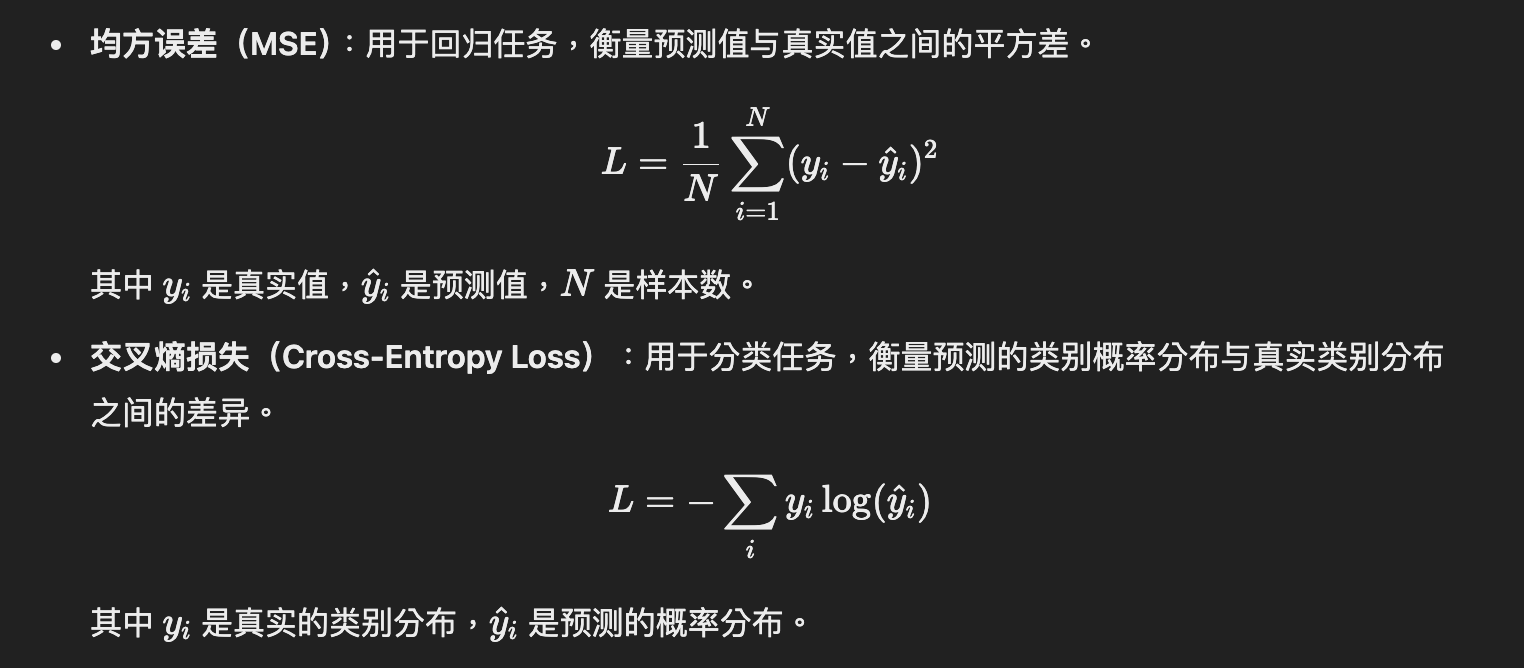 • 均方误差（MSE）：用于回归任务，衡量预测值与真实值之间的平方差。
L = \frac{1}{N} \sum_{i=1}^{N} (y_i - \hat{y}_i)^2
其中 y_i 是真实值，\hat{y}_i 是预测值，N 是样本数。
• 交叉熵损失（Cross-Entropy Loss）：用于分类任务，衡量预测的类别概率分布与真实类别分布
之间的差异。
L = - \sum_{i} y_i \log(\hat{y}_i)
其中 y_i 是真实的类别分布，\hat{y}_i 是预测的概率分布。